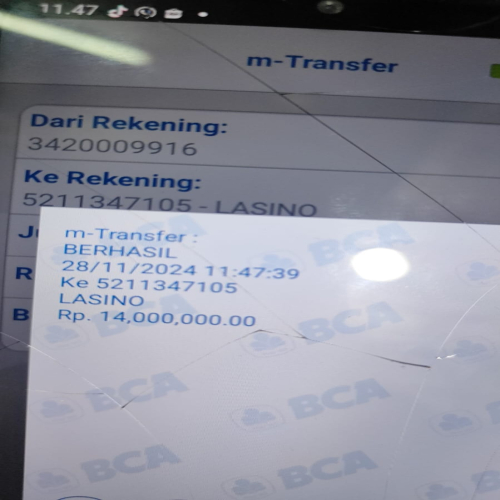 11.47
m-Transfer
Dari Rekening:
3420009916
Ke Rekening:
5211347105 - LASINO
m-Transfer :
BERHASIL
28/11/2024 11:47:39
Ke 5211347105
LASINO
Rp. 14,000,000.00
BCA
BCA
BCA
BCA
BCA
BCA
BCA